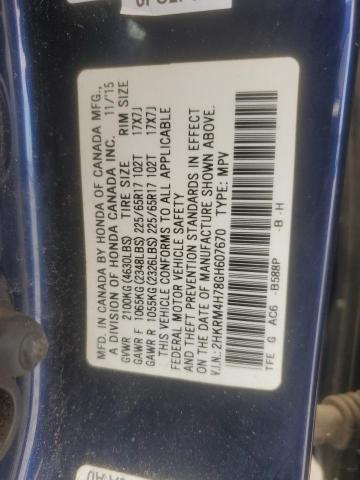 MFD. IN CANADA BY HONDA OF CANADA MFG.,
A DIVISION OF HONDA CANADA INC. 11/15
GVWR 2100KG(4630LBS) TIRE SIZE RIM SIZE
GAWR F 1065KG(2348LBS) 225/65R17 102T 17X7J
GAWR R 1055KG(2326LBS) 225/65R17 102T 17X7J
THIS VEHICLE CONFORMS TO ALL APPLICABLE
FEDERAL MOTOR VEHICLE SAFETY
AND THEFT PREVENTION STANDARDS IN EFFECT
ON THE DATE OF MANUFACTURE SHOWN ABOVE.
V.I.N.: 2HKRM4H78GH607670 TYPE: MPV
TFE G AC6 -B588P -B -H